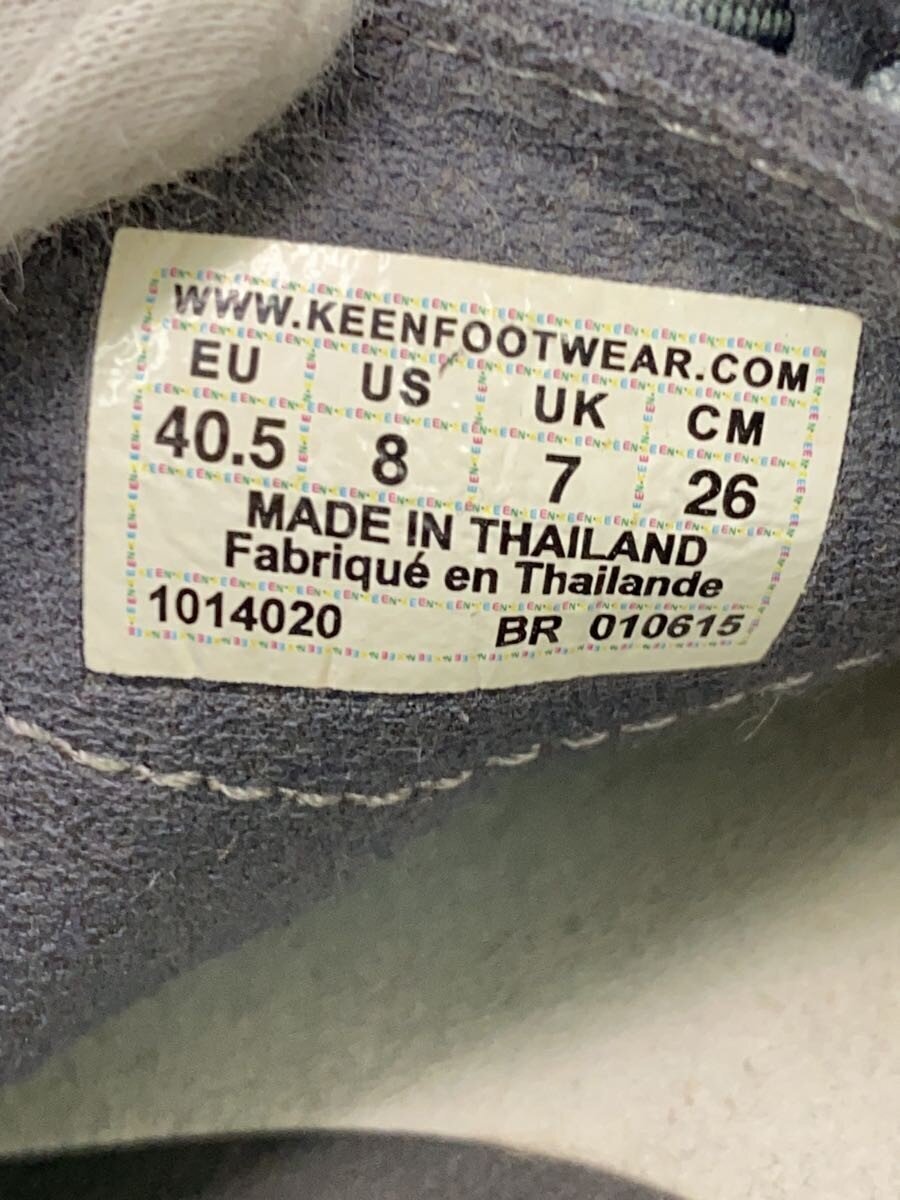 WWW.KEENFOOTWEAR.COM
EU US UK CM
40.5 8 7 26
MADE IN THAILAND
Fabriqué en Thailande
1014020 BR 010615